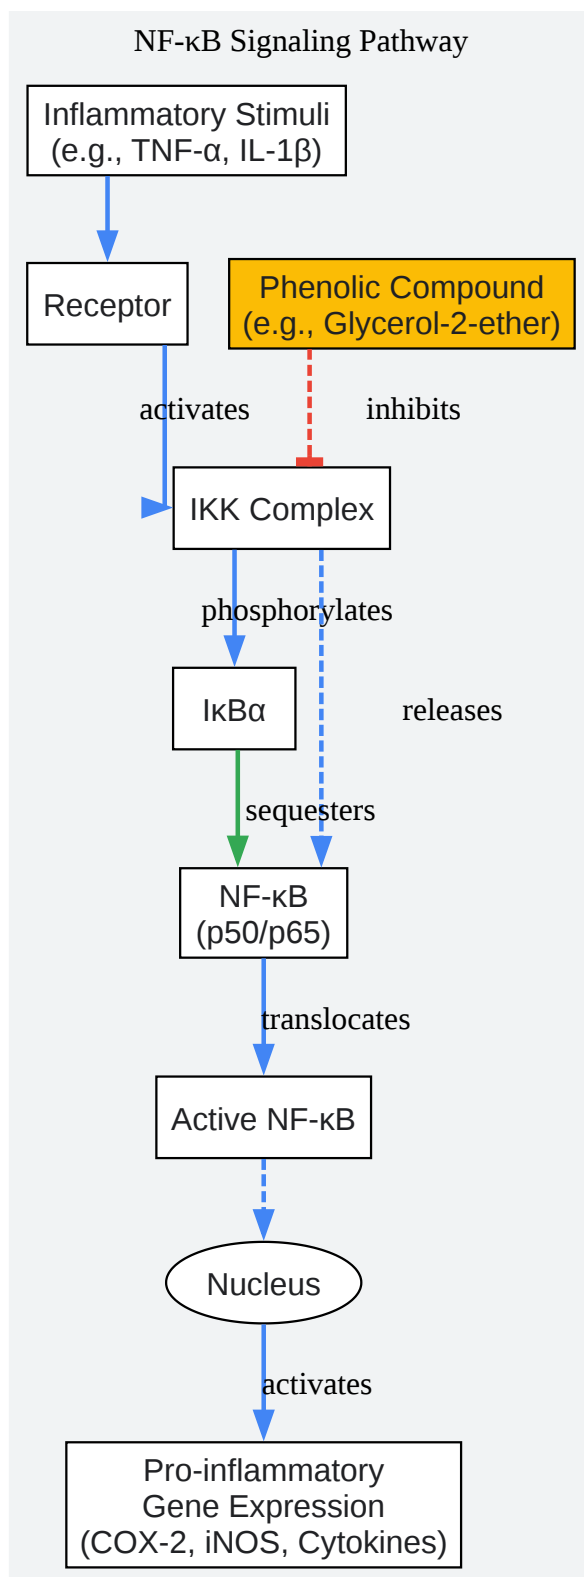 NF-κB Signaling Pathway
Inflammatory Stimuli
(e.g., TNF-α, IL-1β)
Receptor
Phenolic Compound
(e.g., Glycerol-2-ether)
activates
inhibits
IKK Complex
phosphorylates
IκBα
releases
sequesters
NF-κB
(p50/p65)
translocates
Active NF-κB
Nucleus
activates
Pro-inflammatory
Gene Expression
(COX-2, iNOS, Cytokines)